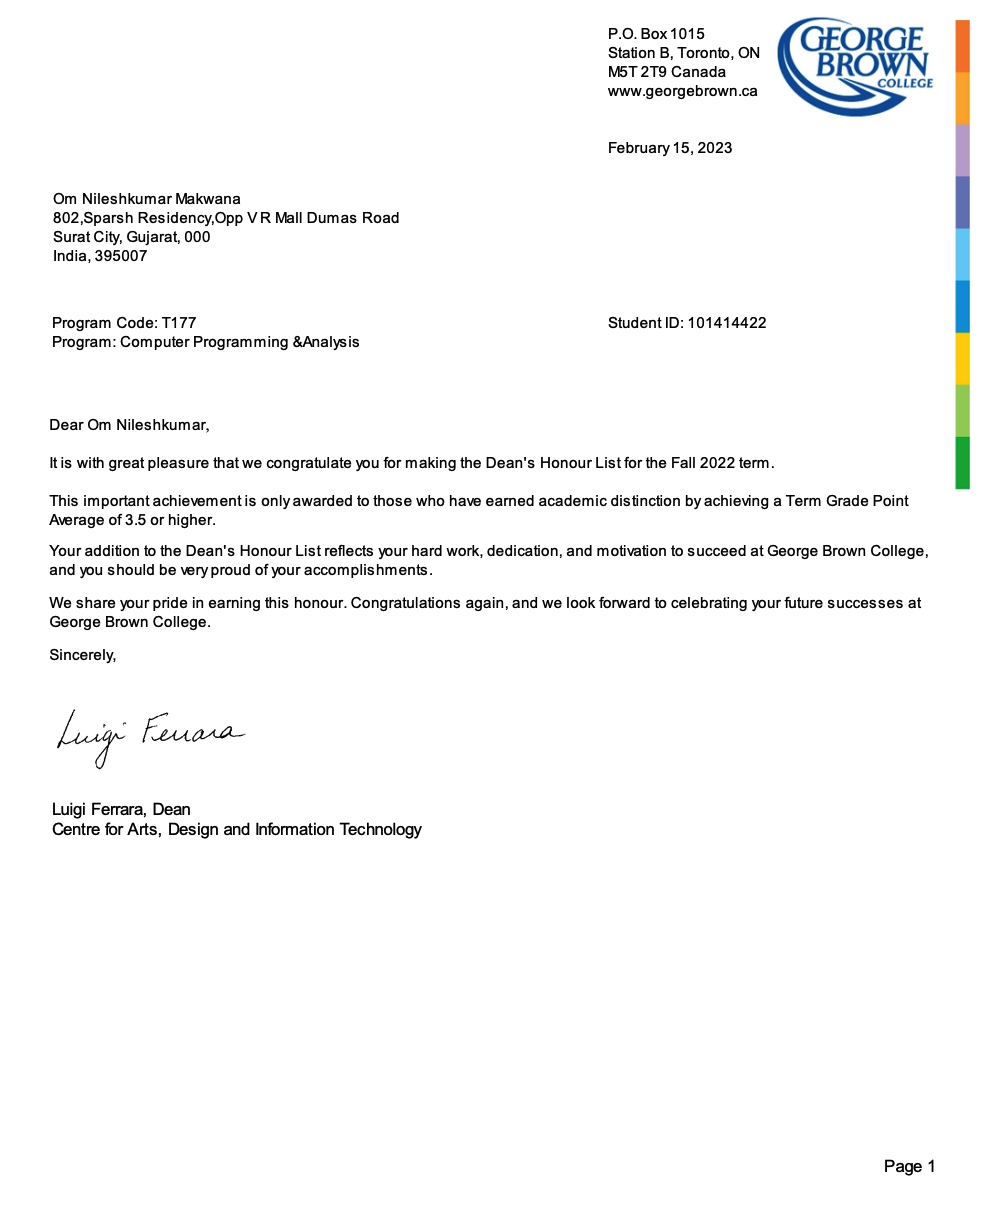 P.O. Box 1015
Station B, Toronto, ON
M5T 2T9 Canada
www.georgebrown.ca
GEORGE
BROWN
COLLEGE
February 15, 2023
Om Nileshkumar Makwana
802,Sparsh Residency,Opp V R Mall Dumas Road
Surat City, Gujarat, 000
India, 395007
Program Code: T177
Student ID: 101414422
Program: Computer Programming &Analysis
Dear Om Nileshkumar,
It is with great pleasure that we congratulate you for making the Dean's Honour List for the Fall 2022 term.
This important achievement is only awarded to those who have earned academic distinction by achieving a Term Grade Point
Average of 3.5 or higher.
Your addition to the Dean's Honour List reflects your hard work, dedication, and motivation to succeed at George Brown College,
and you should be very proud of your accomplishments.
We share your pride in earning this honour. Congratulations again, and we look forward to celebrating your future successes at
George Brown College.
Sincerely,
Luigi Ferrara
Luigi Ferrara, Dean
Centre for Arts, Design and Information Technology
Page 1